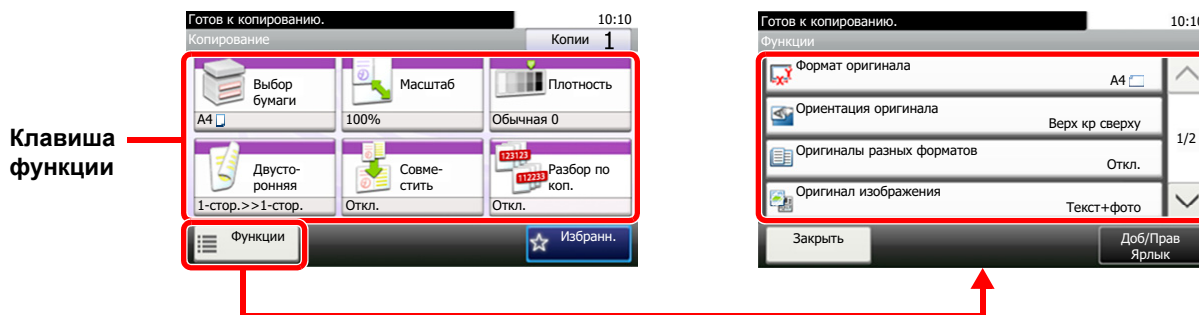 Готов к копированию. 10:10
Копирование
Копии 1
Выбор
бумаги
A4
Масштаб
100%
Плотность
Обычная 0
Двусто-
ронняя
1-стор.>>1-стор.
Совме-
стить
Откл.
123123
112233
Разбор по
коп.
Откл.
Функции
Избранн.
Клавиша
функции
Готов к копированию. 10:10
Функции
Формат оригинала
A4
Ориентация оригинала
Верх кр сверху
Оригиналы разных форматов
Откл.
Оригинал изображения
Текст+фото
1/2
Закрыть
Доб/Прав
Ярлык